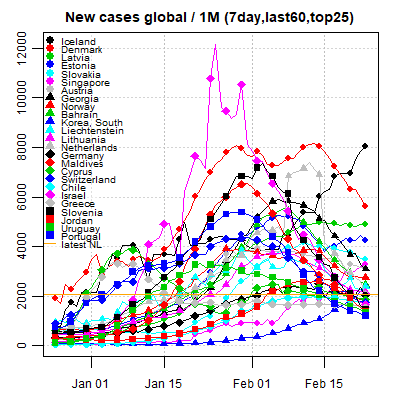 New cases global / 1M (7day,last60,top25)
12000
10000
8000
6000
4000
2000
0
Iceland
Denmark
Latvia
Estonia
Slovakia
Singapore
Austria
Georgia
Norway
Bahrain
Korea, South
Liechtenstein
Lithuania
Netherlands
Germany
Maldives
Cyprus
Switzerland
Chile
Israel
Greece
Slovenia
Jordan
Uruguay
Portugal
latest NL
Jan 01
Jan 15
Feb 01
Feb 15